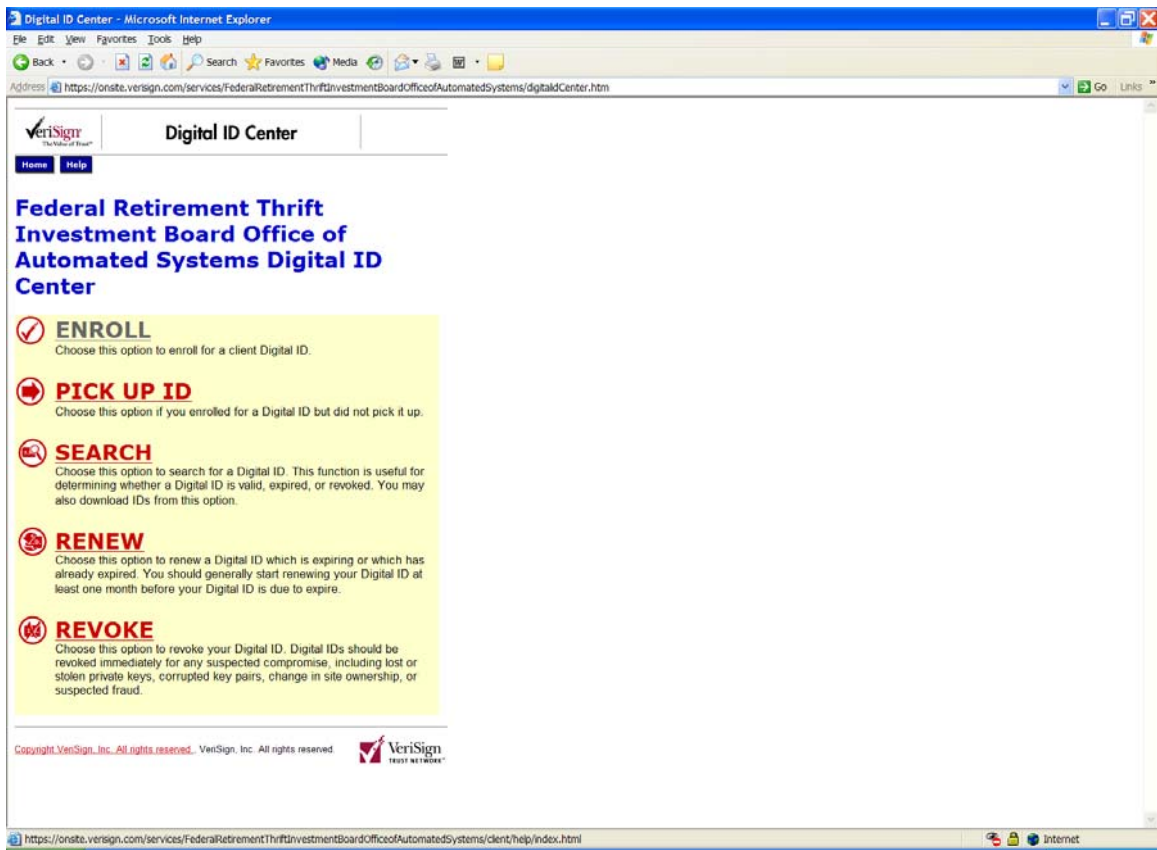 Digital ID Center - Microsoft Internet Explorer
File Edit View Favorites Tools Help
Back Search Favorites Media
Address https://onsite.verisign.com/services/FederalRetirementThriftInvestmentBoardOfficeofAutomatedSystems/digitalidCenter.htm Go Links »
VeriSign Digital ID Center
The Value of Trust™
Home Help
Federal Retirement Thrift
Investment Board Office of
Automated Systems Digital ID
Center
ENROLL
Choose this option to enroll for a client Digital ID.
PICK UP ID
Choose this option if you enrolled for a Digital ID but did not pick it up.
SEARCH
Choose this option to search for a Digital ID. This function is useful for
determining whether a Digital ID is valid, expired, or revoked. You may
also download IDs from this option.
RENEW
Choose this option to renew a Digital ID which is expiring or which has
already expired. You should generally start renewing your Digital ID at
least one month before your Digital ID is due to expire.
REVOKE
Choose this option to revoke your Digital ID. Digital IDs should be
revoked immediately for any suspected compromise, including lost or
stolen private keys, corrupted key pairs, change in site ownership, or
suspected fraud.
Copyright VeriSign, Inc. All rights reserved., VeriSign, Inc. All rights reserved
VeriSign
TRUST NETWORK™
https://onsite.verisign.com/services/FederalRetirementThriftInvestmentBoardOfficeofAutomatedSystems/client/help/index.html Internet